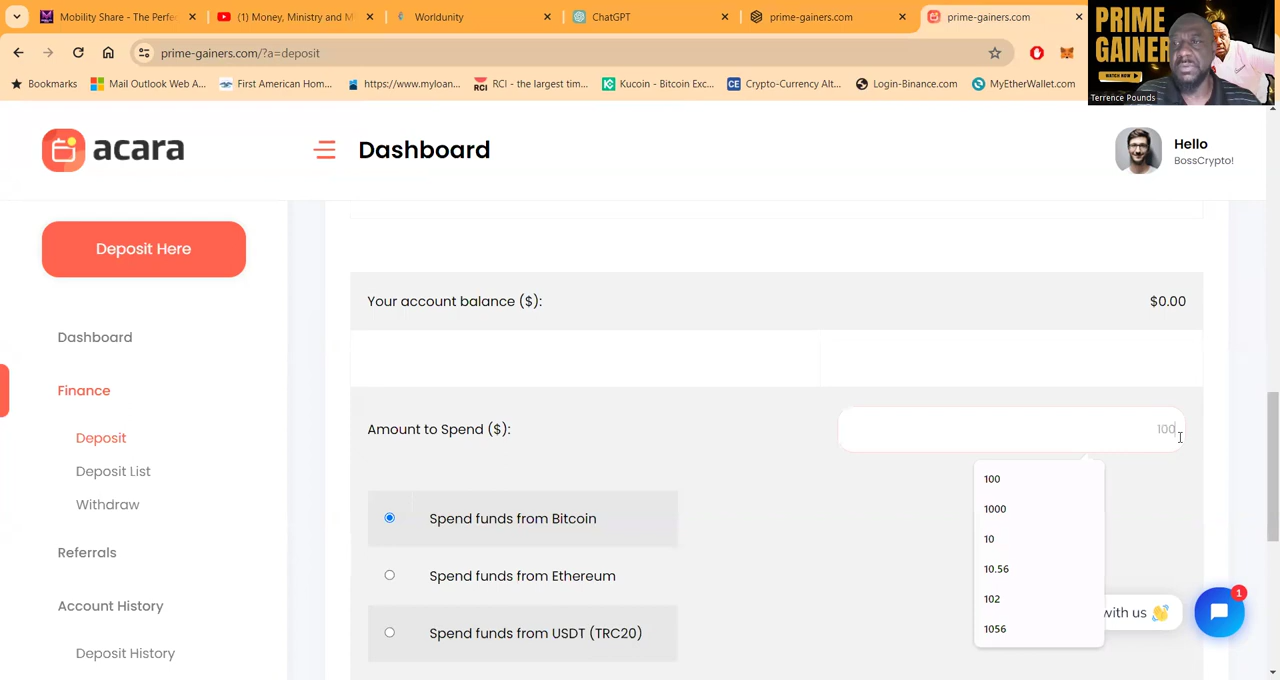 Mobility Share - The Perfe
(1) Money, Ministry and M
Worldunity
ChatGPT
prime-gainers.com
prime-gainers.com
prime-gainers.com/?a=deposit
Bookmarks
Mail Outlook Web A...
First American Hom...
https://www.myloan...
RCI - the largest tim...
Kucoin - Bitcoin Exc...
Crypto-Currency Alt...
Login-Binance.com
MyEtherWallet.com
PRIME
GAINER
WATCH NOW
Terrence Pounds
acara
Dashboard
Hello
BossCrypto!
Deposit Here
Dashboard
Finance
Deposit
Deposit List
Withdraw
Referrals
Account History
Deposit History
Your account balance ($):
$0.00
Amount to Spend ($):
100
100
1000
10
10.56
102
1056
Spend funds from Bitcoin
Spend funds from Ethereum
Spend funds from USDT (TRC20)
with us 👋
1